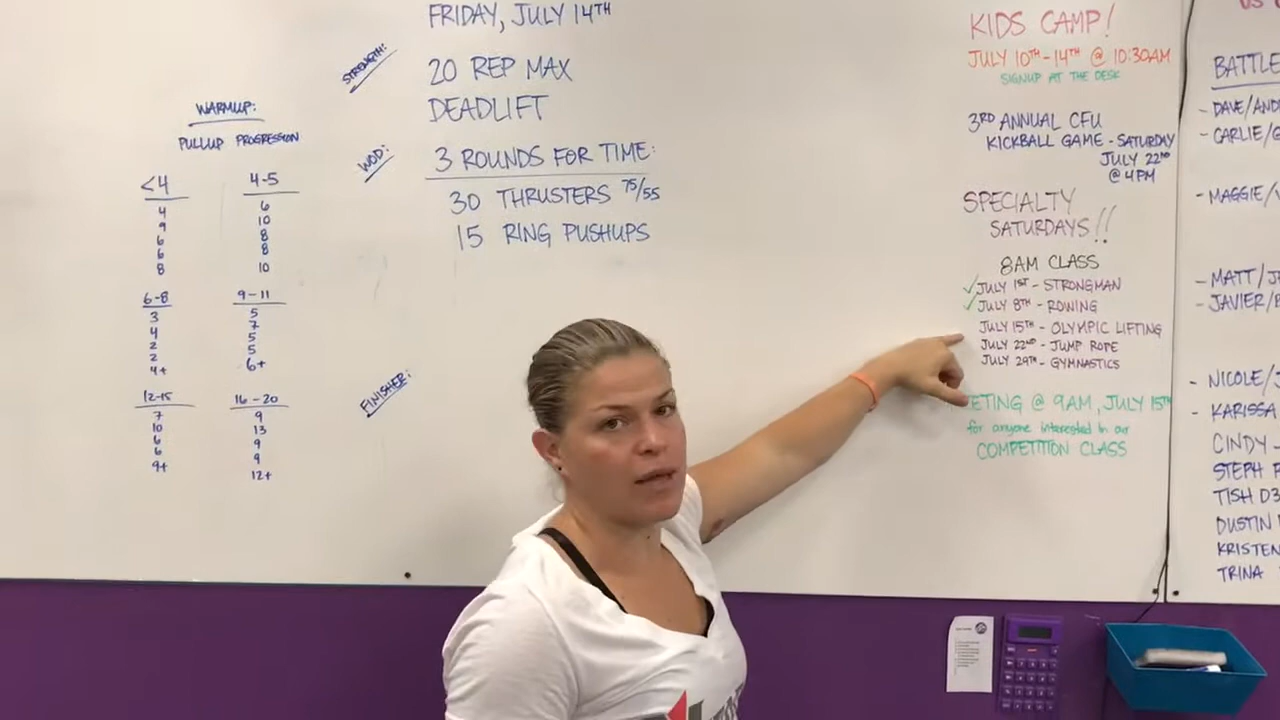 FRIDAY, JULY 14TH
STRENGTH:
20 REP MAX
DEADLIFT
WARMUP:
PULLUP PROGRESSION
<4
4
9
6
6
8
4-5
6
10
8
8
10
6-8
3
4
2
2
4+
9-11
5
7
5
5
6+
12-15
7
10
6
6
9+
16-20
9
13
9
9
12+
WOD:
3 ROUNDS FOR TIME:
30 THRUSTERS 75/55
15 RING PUSHUPS
FINISHER:
KIDS CAMP!
JULY 10TH-14TH @ 10:30AM
SIGNUP AT THE DESK
3RD ANNUAL CFU
KICKBALL GAME - SATURDAY
JULY 22ND
@ 4PM
SPECIALTY
SATURDAYS!!
8AM CLASS
✓JULY 1ST - STRONGMAN
✓JULY 8TH - ROWING
JULY 15TH - OLYMPIC LIFTING
JULY 22ND - JUMP ROPE
JULY 29TH - GYMNASTICS
ETING @ 9AM, JULY 15TH
for anyone interested in our
COMPETITION CLASS
BATTLE
- DAVE/AND
- CARLIE/G
- MAGGIE/
- MATT/J
- JAVIER/
- NICOLE/
- KARISSA
CINDY -
STEPH
TISH D3
DUSTIN
KRISTEN
TRINA